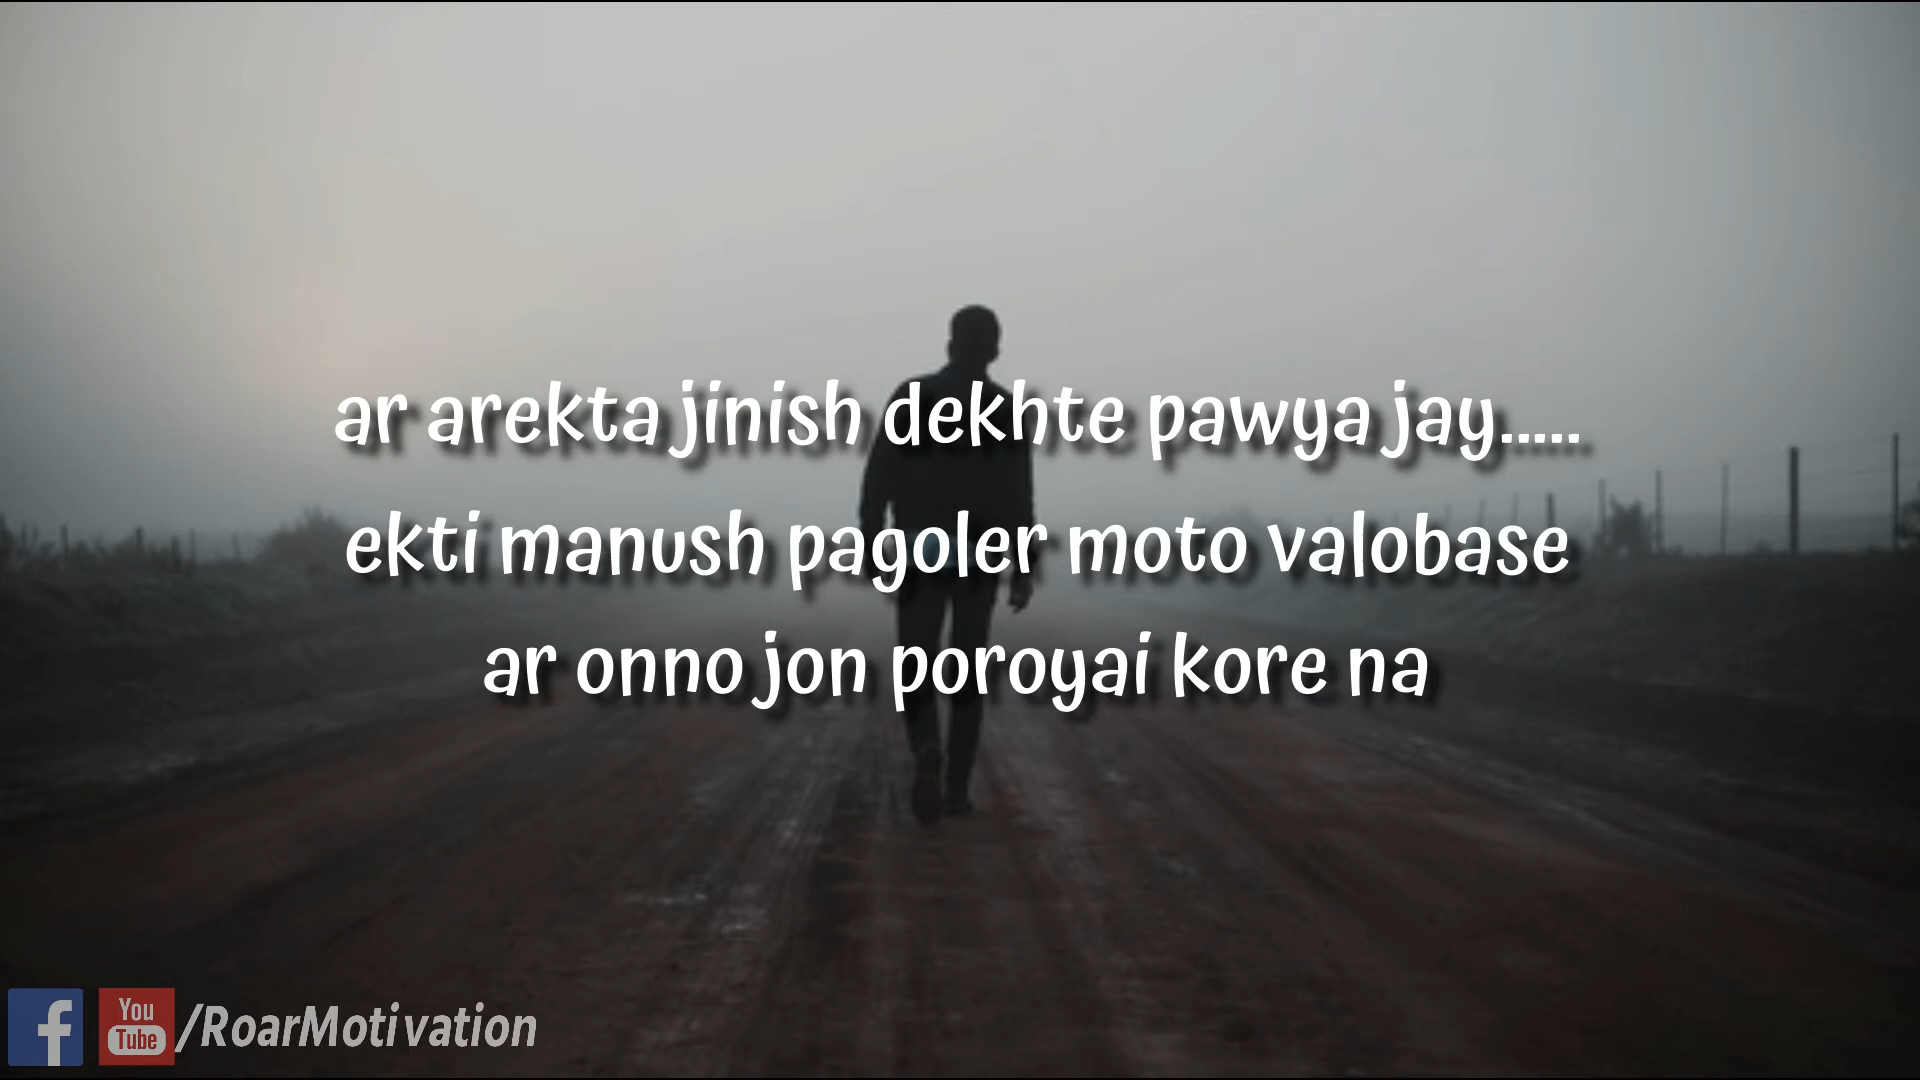 ar arekta jinish dekhte pawya jay.....
ekti manush pagoler moto valobase
ar onno jon poroyai kore na
f You Tube /RoarMotivation